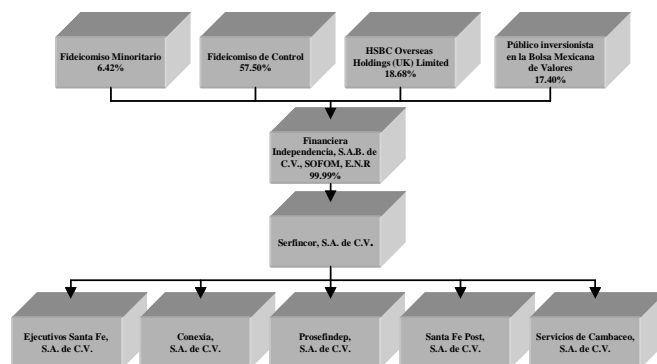 Fideicomiso Minoritario
6.42%
Fideicomiso de Control
57.50%
HSBC Overseas
Holdings (UK) Limited
18.68%
Público inversionista
en la Bolsa Mexicana
de Valores
17.40%
Financiera
Independencia, S.A.B. de
C.V., SOFOM, E.N.R
99.99%
Serfincor, S.A. de C.V.
Ejecutivos Santa Fe,
S.A. de C.V.
Conexia,
S.A. de C.V.
Prosefindep,
S.A. de C.V.
Santa Fe Post,
S.A. de C.V.
Servicios de Cambaceo,
S.A. de C.V.